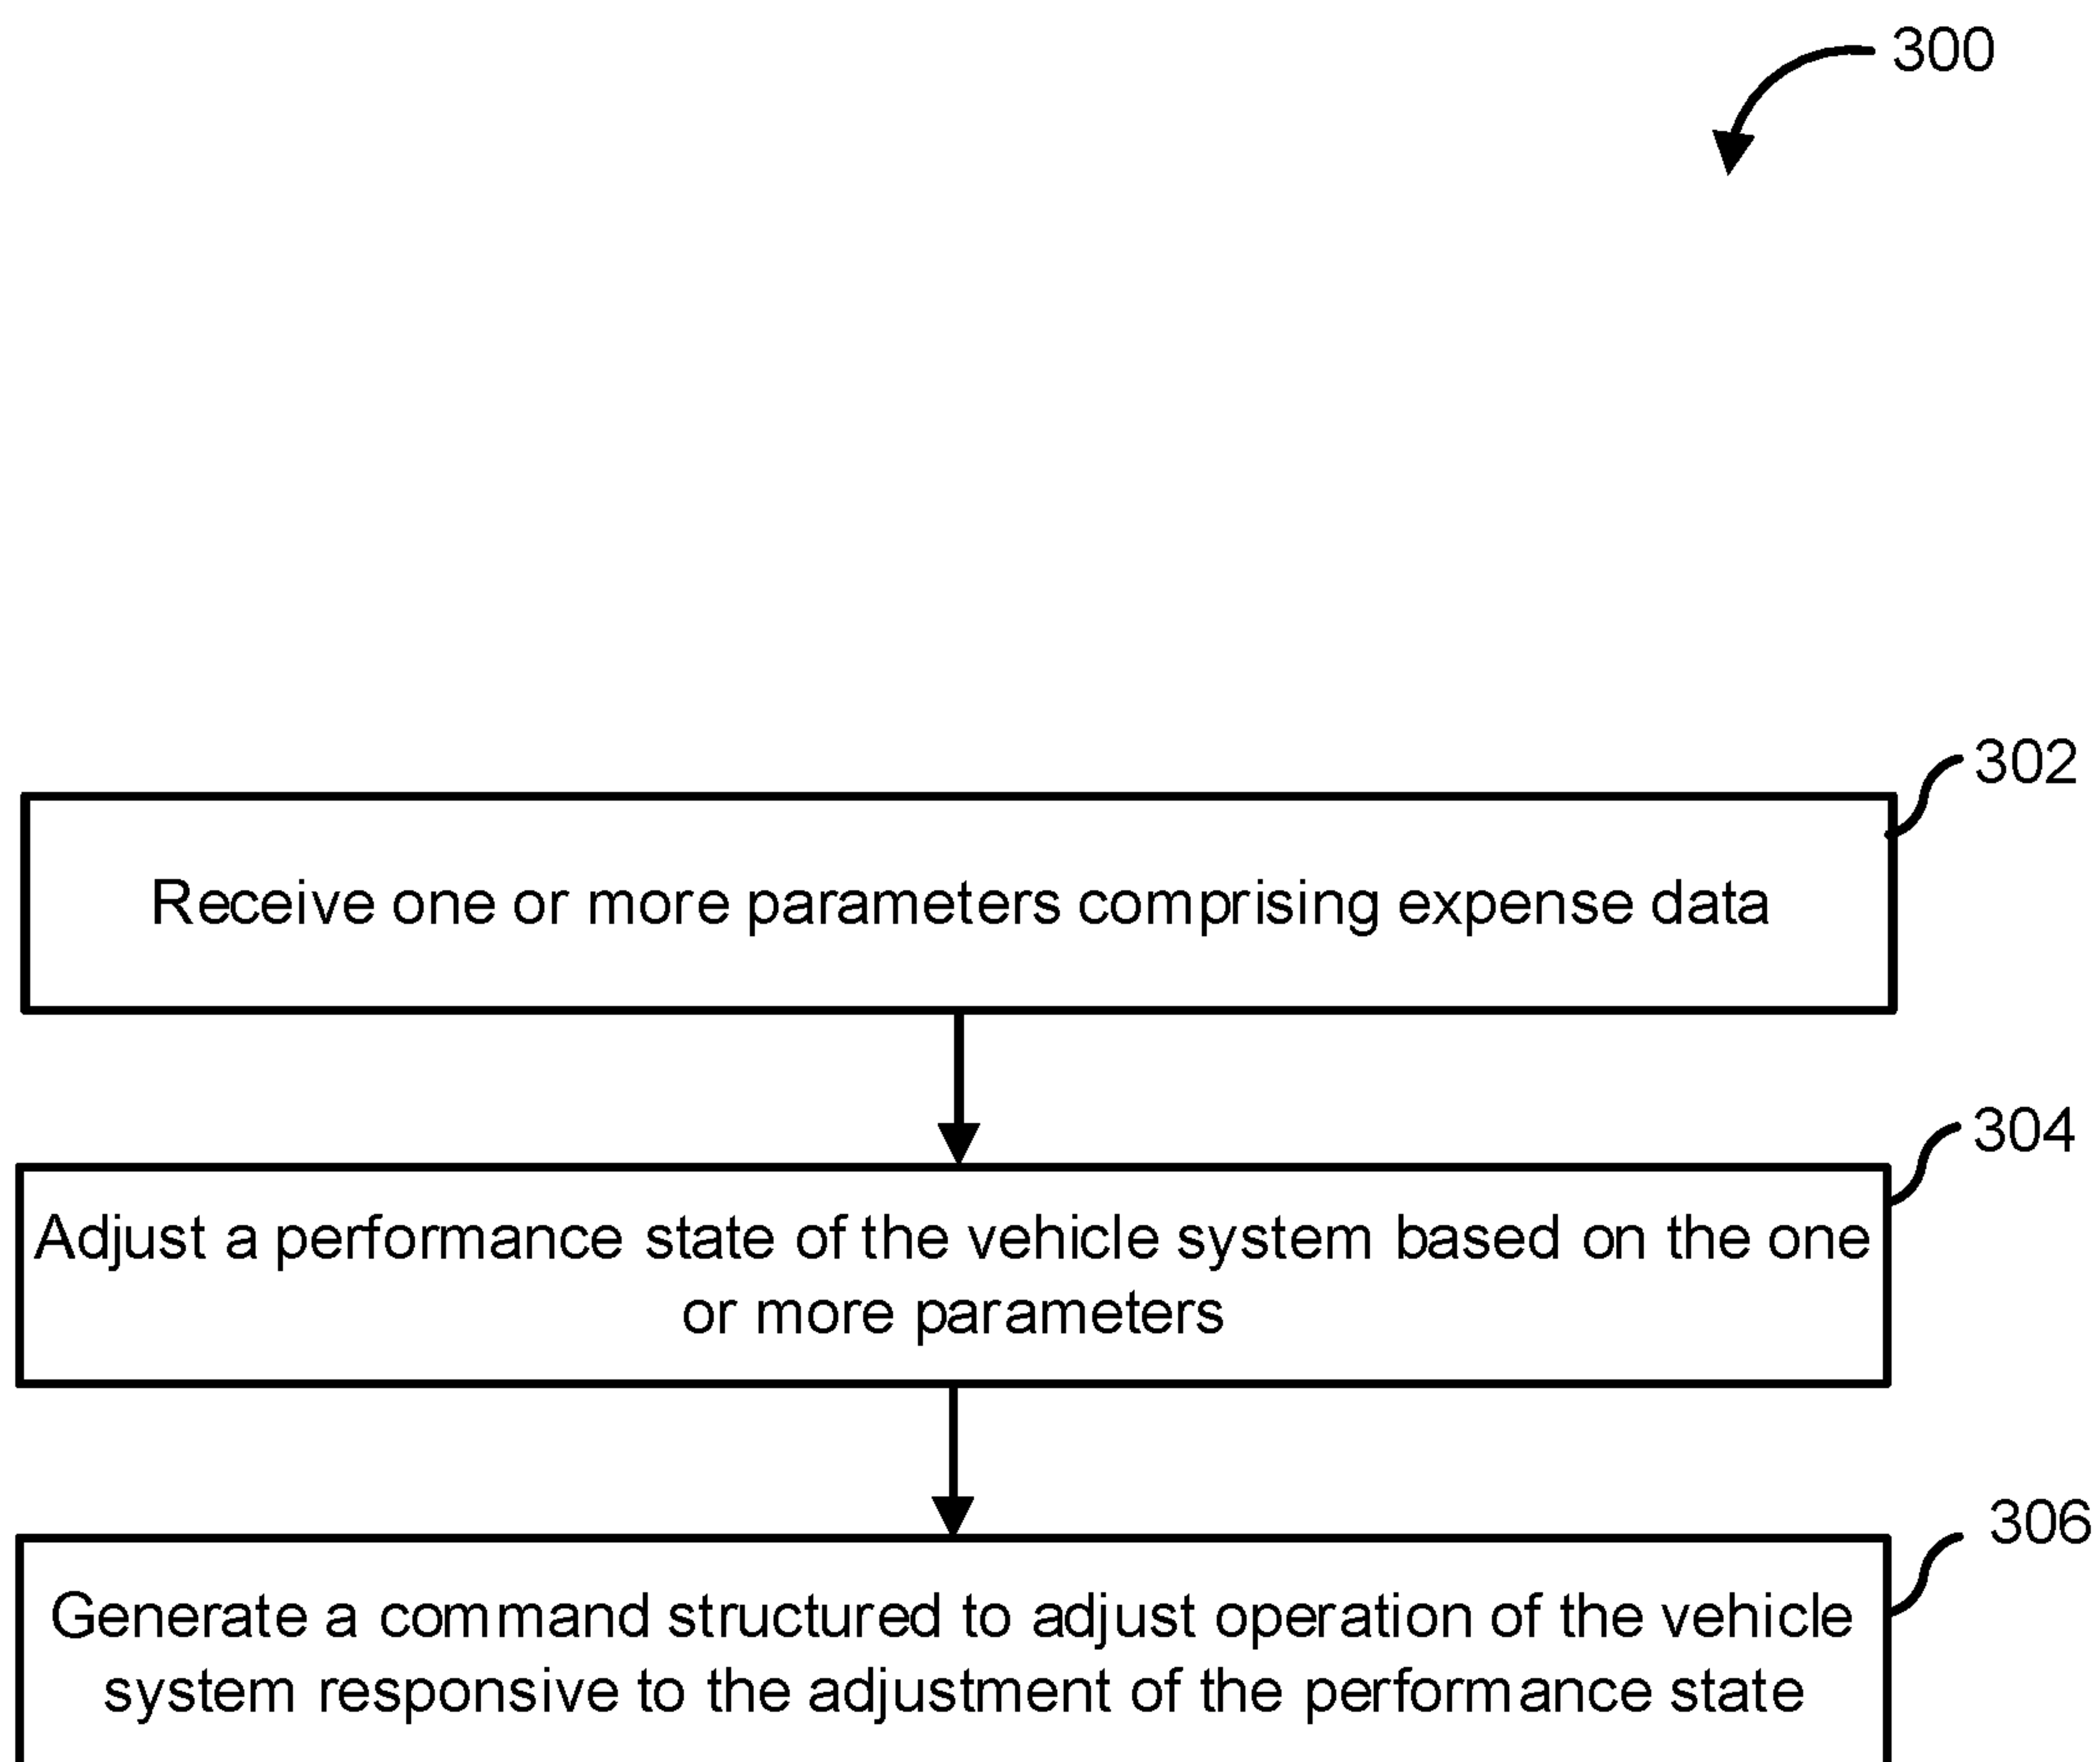 300
302
Receive one or more parameters comprising expense data
304
Adjust a performance state of the vehicle system based on the one
or more parameters
306
Generate a command structured to adjust operation of the vehicle
system responsive to the adjustment of the performance state